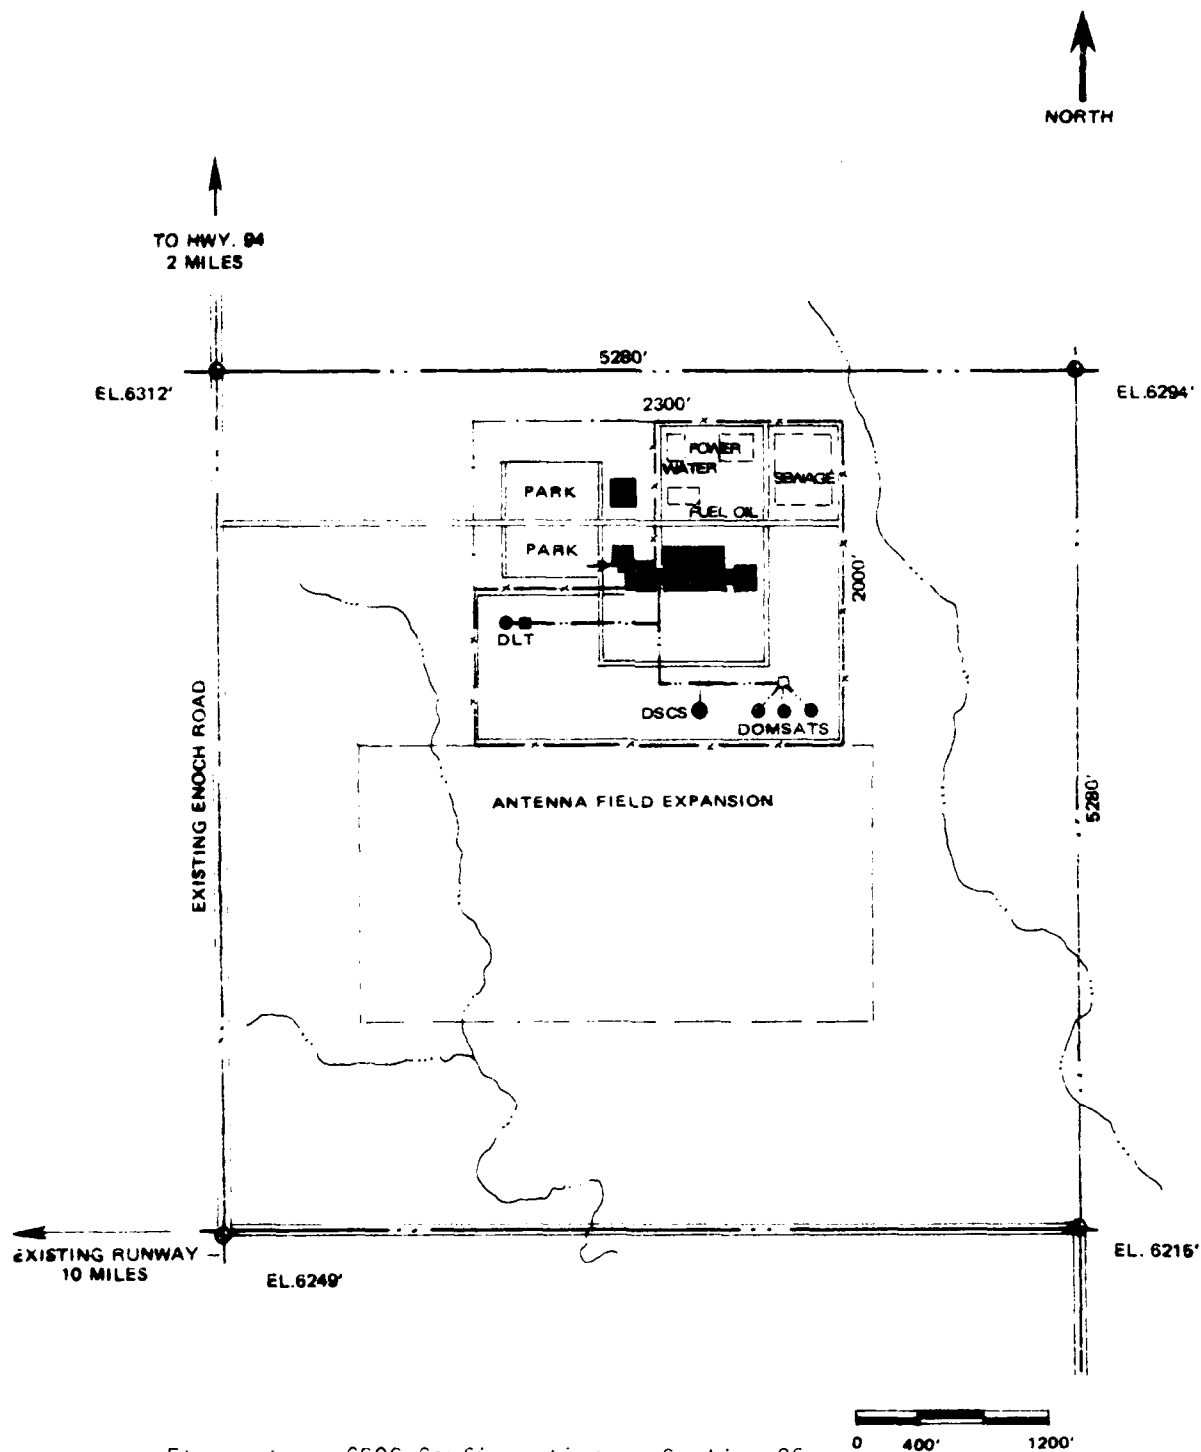 NORTH
TO HWY. 94
2 MILES
5280'
EL.6312'
EL.6294'
2300'
POWER
WATER
SEWAGE
PARK
FUEL OIL
PARK
2000'
DLT
DSCS
DOMSATS
EXISTING ENOCH ROAD
ANTENNA FIELD EXPANSION
5280'
EXISTING RUNWAY
10 MILES
EL.6249'
EL. 6215'
0 400' 1200'